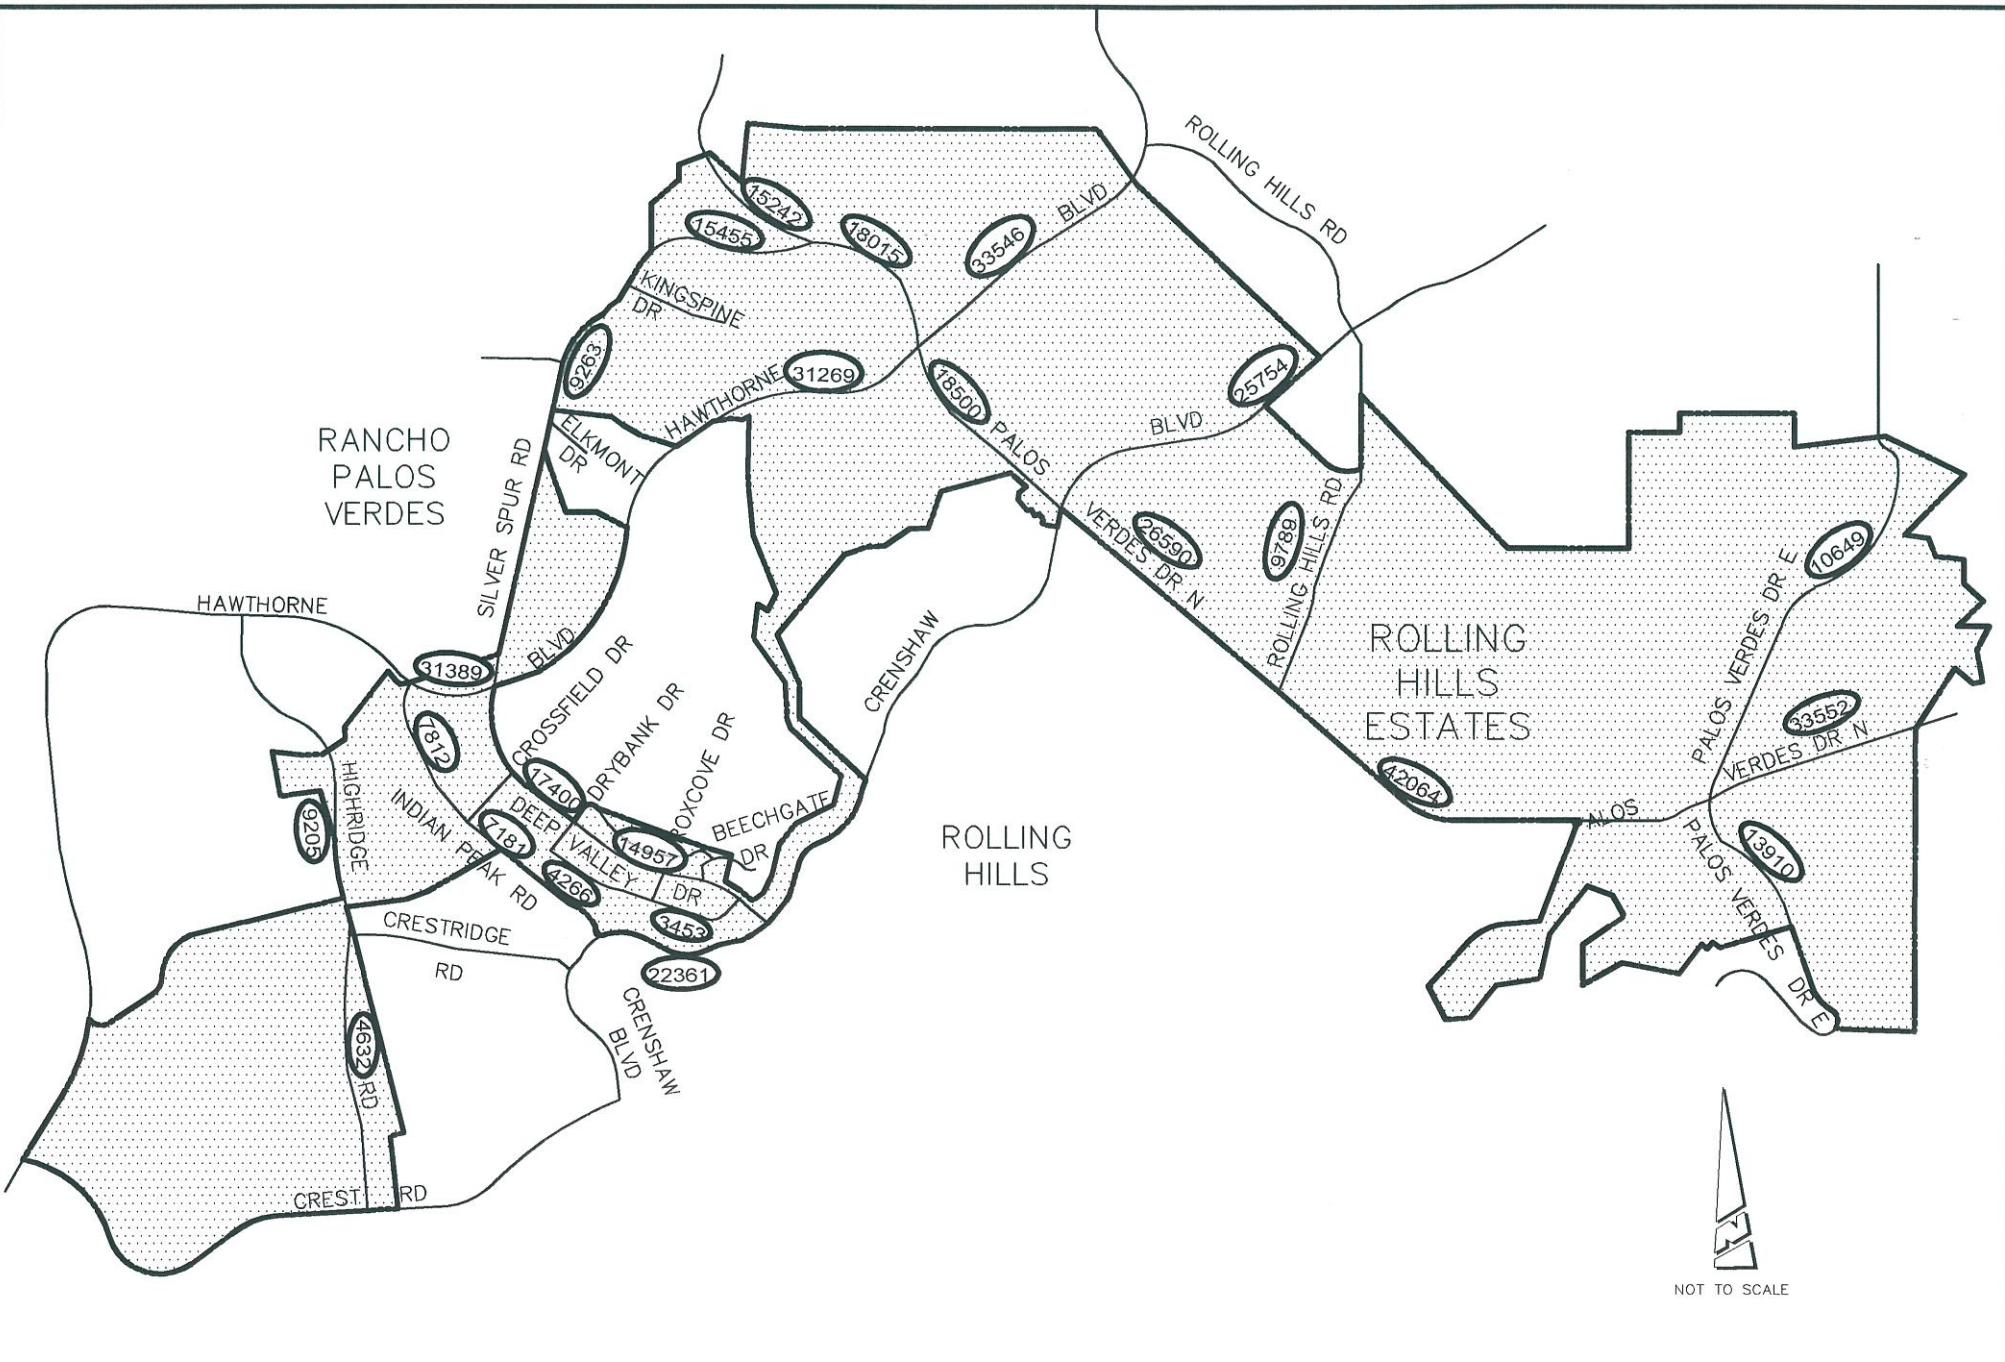 ROLLING HILLS RD
15242
15455
18015
33546
BLVD
KINGSPINE
DR
9263
HAWTHORNE
31269
18500
25754
BLVD
PALOS
ELKMONT
DR
RANCHO
PALOS
VERDES
SILVER SPUR RD
VERDES DR N
26590
9789
ROLLING HILLS RD
10649
HAWTHORNE
31389
BLVD
CROSSFIELD DR
DRYBANK DR
CRENSHAW
ROLLING
HILLS
ESTATES
PALOS VERDES DR E
33552
VERDES DR N
7812
17400
OXCOVE DR
42064
ALOS
HIGHRIDGE
9205
INDIAN PEAK RD
7181
DEEP
VALLEY
DR
14957
BEECHGATE
DR
4266
3453
22361
ROLLING
HILLS
13910
PALOS VERDES DR E
CRESTRIDGE
RD
CRENSHAW
BLVD
4632
RD
CREST RD
NOT TO SCALE